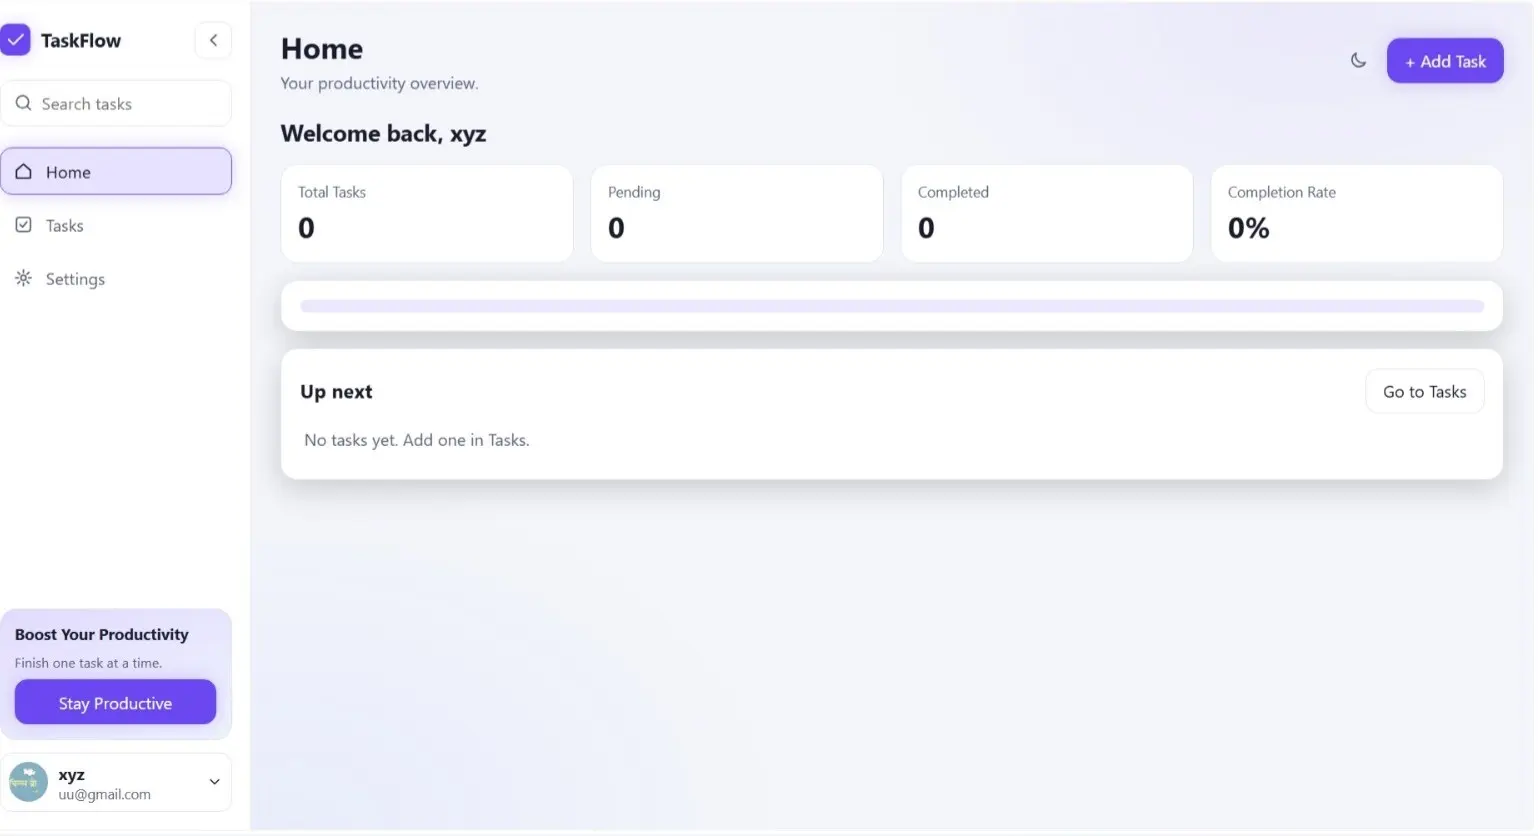 TaskFlow
Search tasks
Home
Tasks
Settings
Boost Your Productivity
Finish one task at a time.
Stay Productive
xyz
uu@gmail.com
Home
Your productivity overview.
+ Add Task
Welcome back, xyz
Total Tasks
0
Pending
0
Completed
0
Completion Rate
0%
Up next
Go to Tasks
No tasks yet. Add one in Tasks.